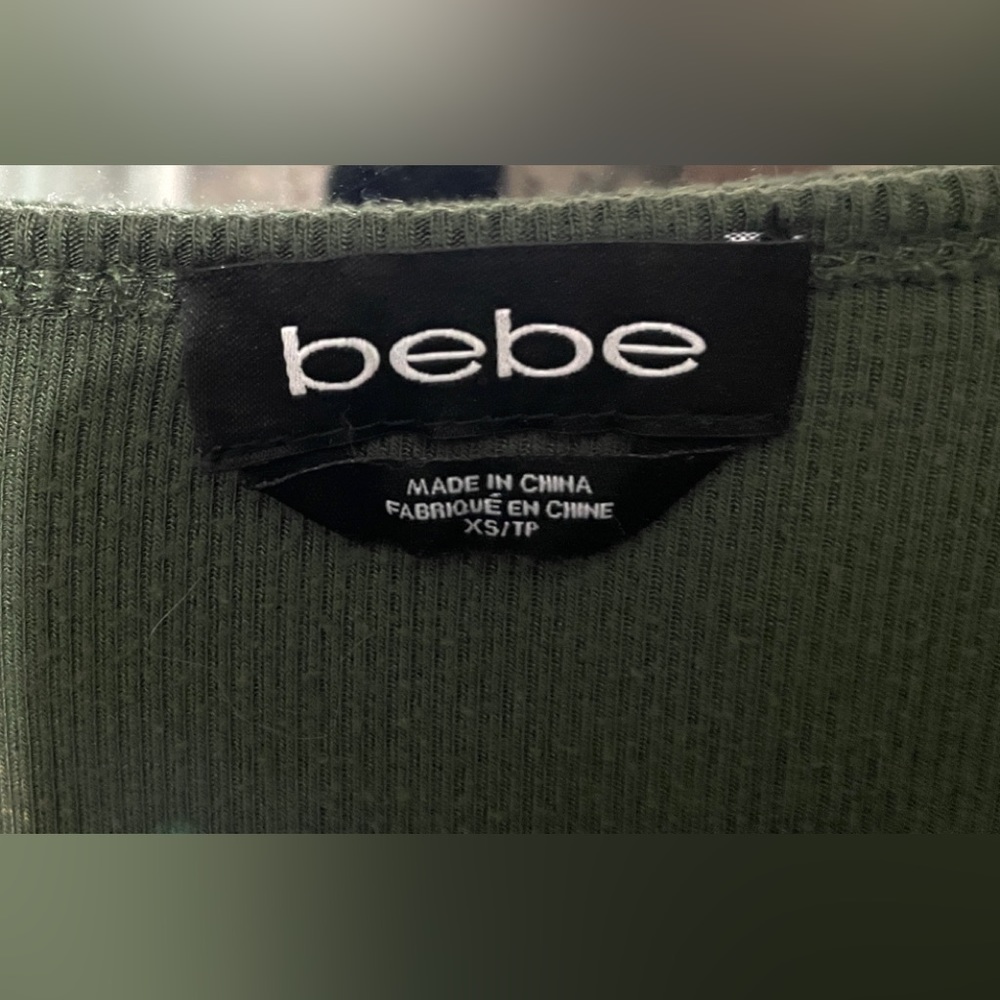 bebe
MADE IN CHINA
FABRIQUÉ EN CHINE
XS/TP